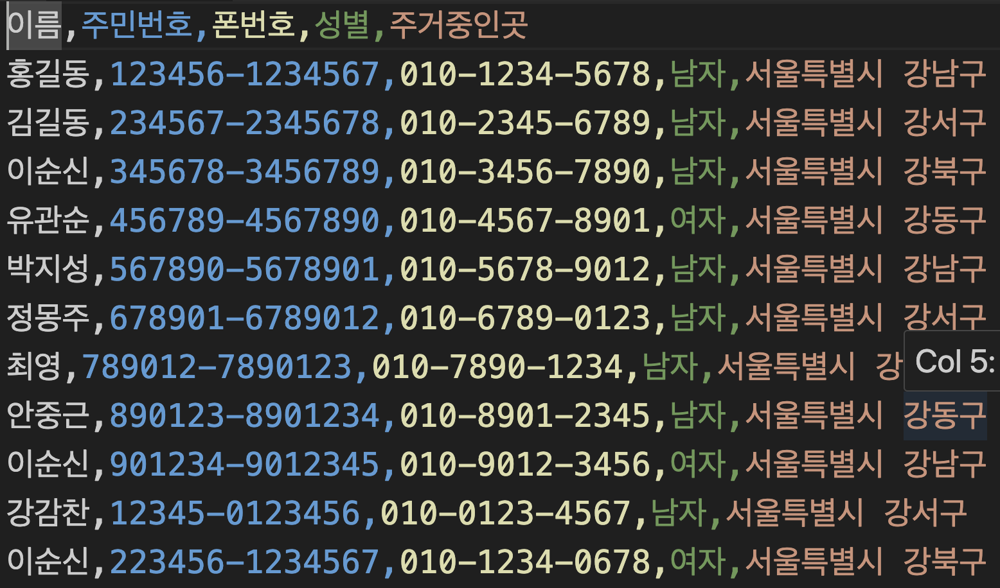 이름,주민번호,폰번호,성별,주거중인곳
홍길동,123456-1234567,010-1234-5678,남자,서울특별시 강남구
김길동,234567-2345678,010-2345-6789,남자,서울특별시 강서구
이순신,345678-3456789,010-3456-7890,남자,서울특별시 강북구
유관순,456789-4567890,010-4567-8901,여자,서울특별시 강동구
박지성,567890-5678901,010-5678-9012,남자,서울특별시 강남구
정몽주,678901-6789012,010-6789-0123,남자,서울특별시 강서구
최영,789012-7890123,010-7890-1234,남자,서울특별시 강
Col 5:
안중근,890123-8901234,010-8901-2345,남자,서울특별시 강동구
이순신,901234-9012345,010-9012-3456,여자,서울특별시 강남구
강감찬,12345-0123456,010-0123-4567,남자,서울특별시 강서구
이순신,223456-1234567,010-1234-0678,여자,서울특별시 강북구